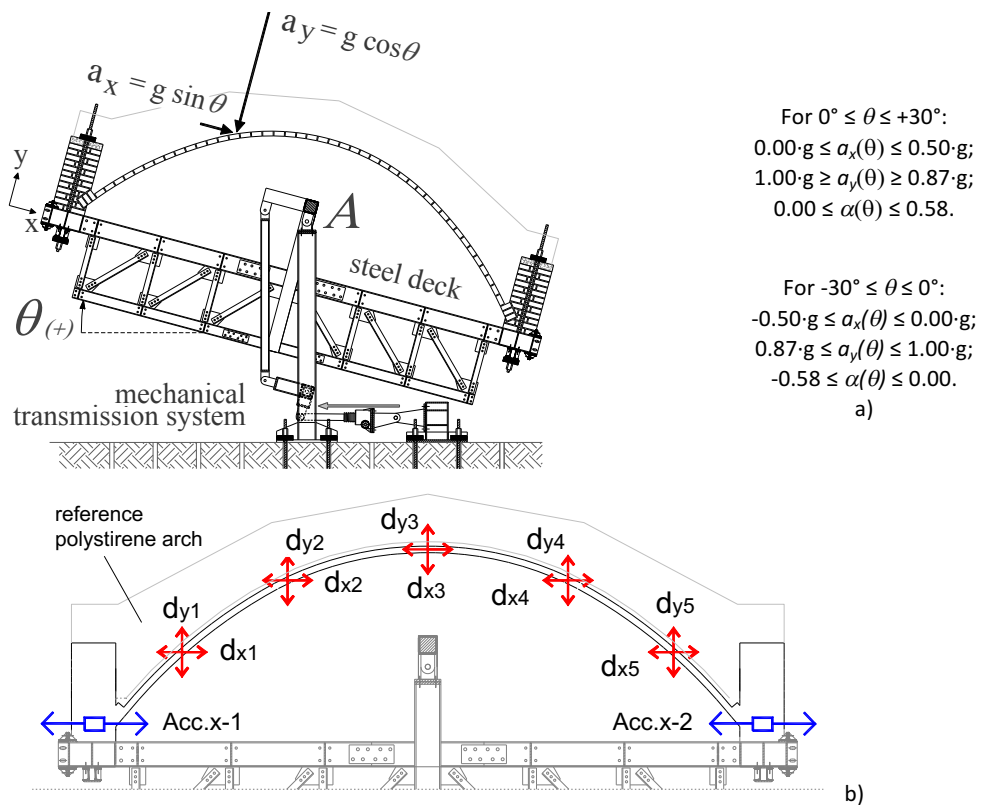 a y = g cosθ
a x = g sin θ
y
x
A
steel deck
θ (+)
mechanical
transmission system
For 0° ≤ θ ≤ +30°:
0.00·g ≤ ax(θ) ≤ 0.50·g;
1.00·g ≥ ay(θ) ≥ 0.87·g;
0.00 ≤ α(θ) ≤ 0.58.
For -30° ≤ θ ≤ 0°:
-0.50·g ≤ ax(θ) ≤ 0.00·g;
0.87·g ≤ ay(θ) ≤ 1.00·g;
-0.58 ≤ α(θ) ≤ 0.00.
a)
reference
polystirene arch
dy1
dx1
dy2
dx2
dy3
dx3
dy4
dx4
dy5
dx5
Acc.x-1
Acc.x-2
b)